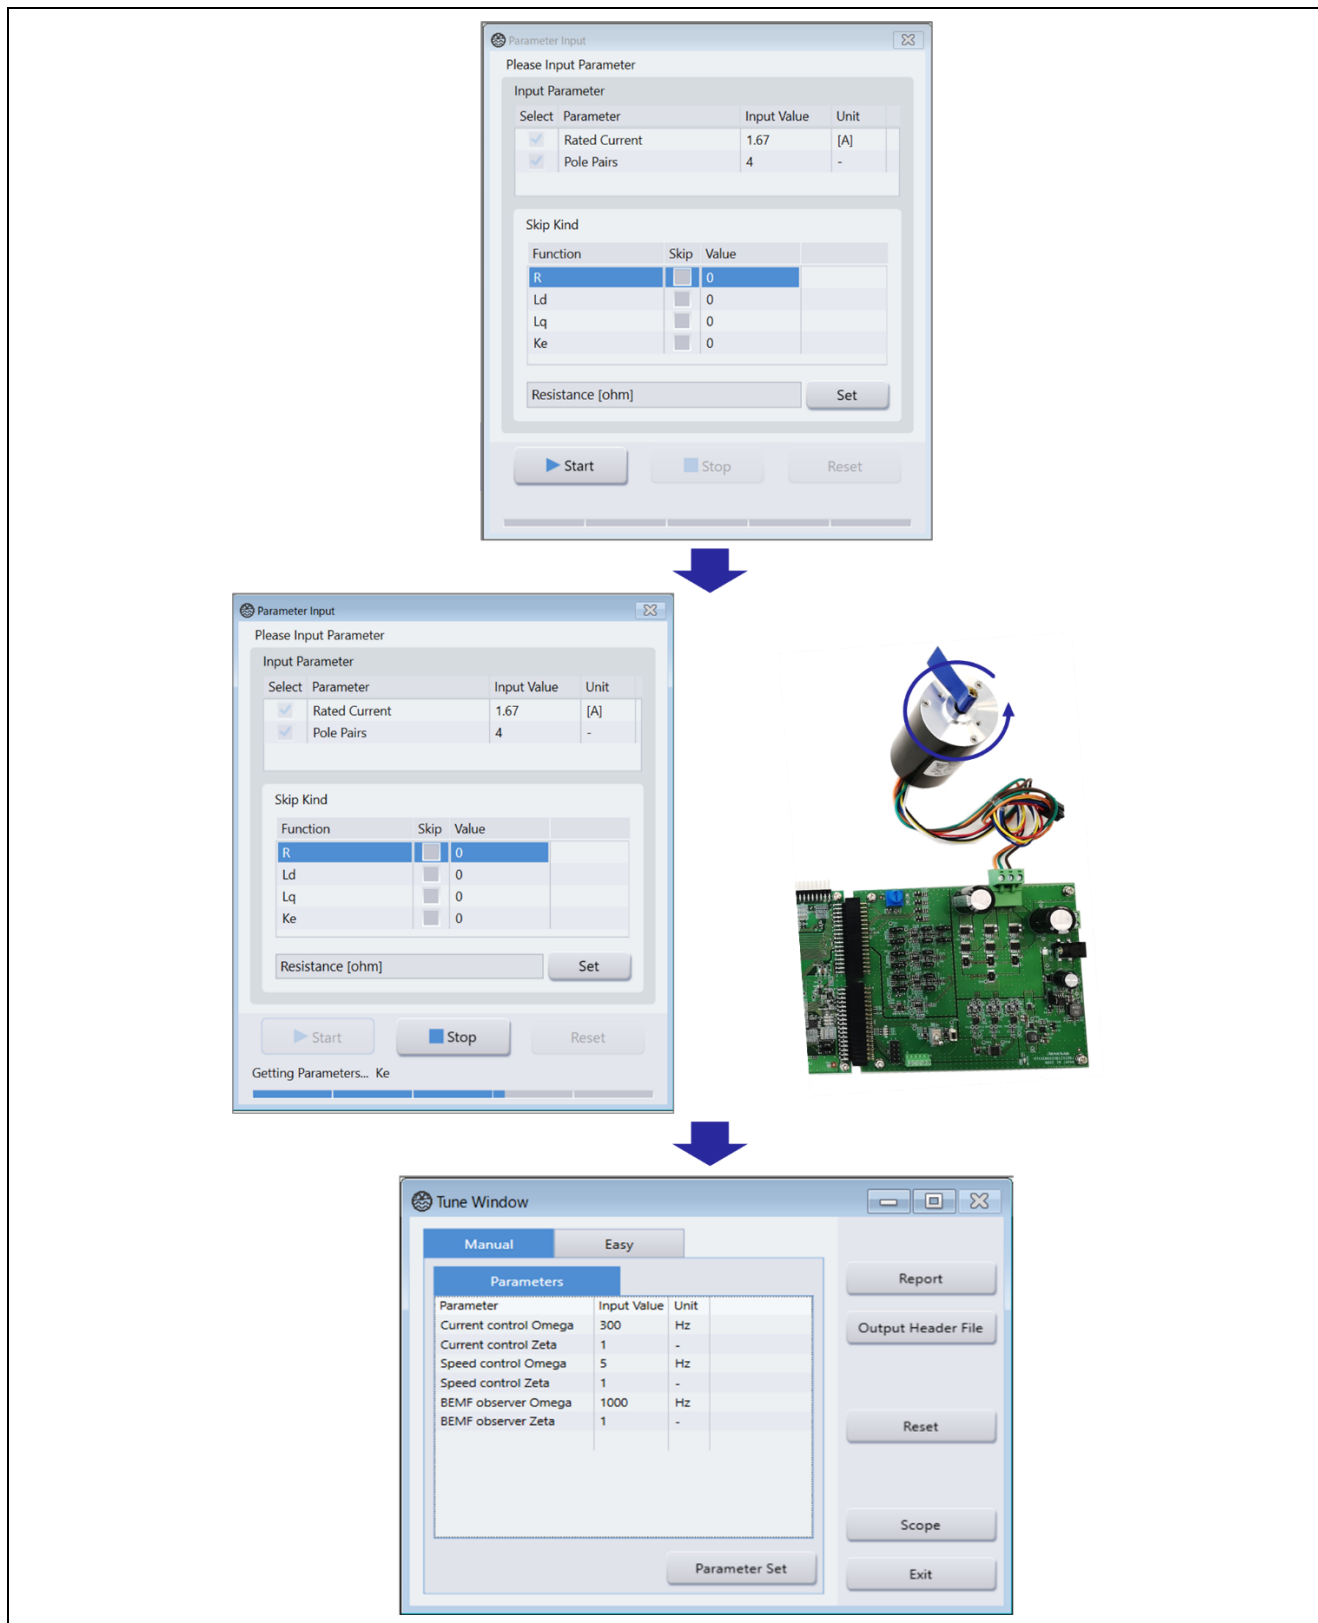 Parameter Input
Please Input Parameter
Input Parameter
Select Parameter Input Value Unit
Rated Current 1.67 [A]
Pole Pairs 4 -
Skip Kind
Function Skip Value
R 0
Ld 0
Lq 0
Ke 0
Resistance [ohm] Set
Start Stop Reset
Parameter Input
Please Input Parameter
Input Parameter
Select Parameter Input Value Unit
Rated Current 1.67 [A]
Pole Pairs 4 -
Skip Kind
Function Skip Value
R 0
Ld 0
Lq 0
Ke 0
Resistance [ohm] Set
Start Stop Reset
Getting Parameters... Ke
Tune Window
Manual Easy
Parameters
Parameter Input Value Unit
Current control Omega 300 Hz
Current control Zeta 1 -
Speed control Omega 5 Hz
Speed control Zeta 1 -
BEMF observer Omega 1000 Hz
BEMF observer Zeta 1 -
Parameter Set
Report
Output Header File
Reset
Scope
Exit